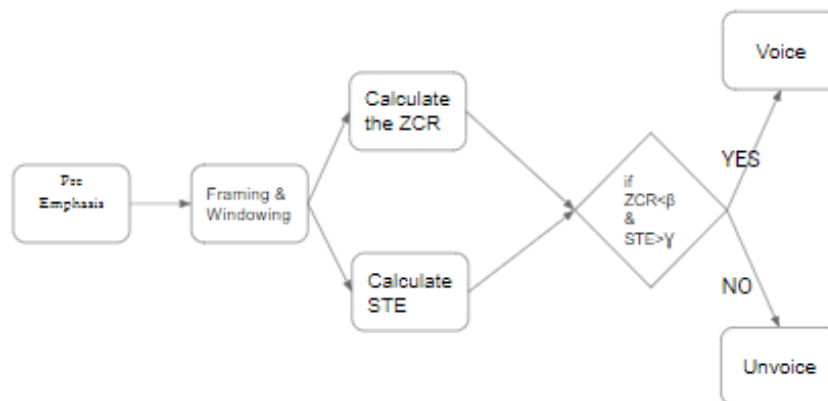 Pre
Emphasis
Framing &
Windowing
Calculate
the ZCR
Calculate
STE
if
ZCR<β
&
STE>Ɣ
YES
NO
Voice
Unvoice